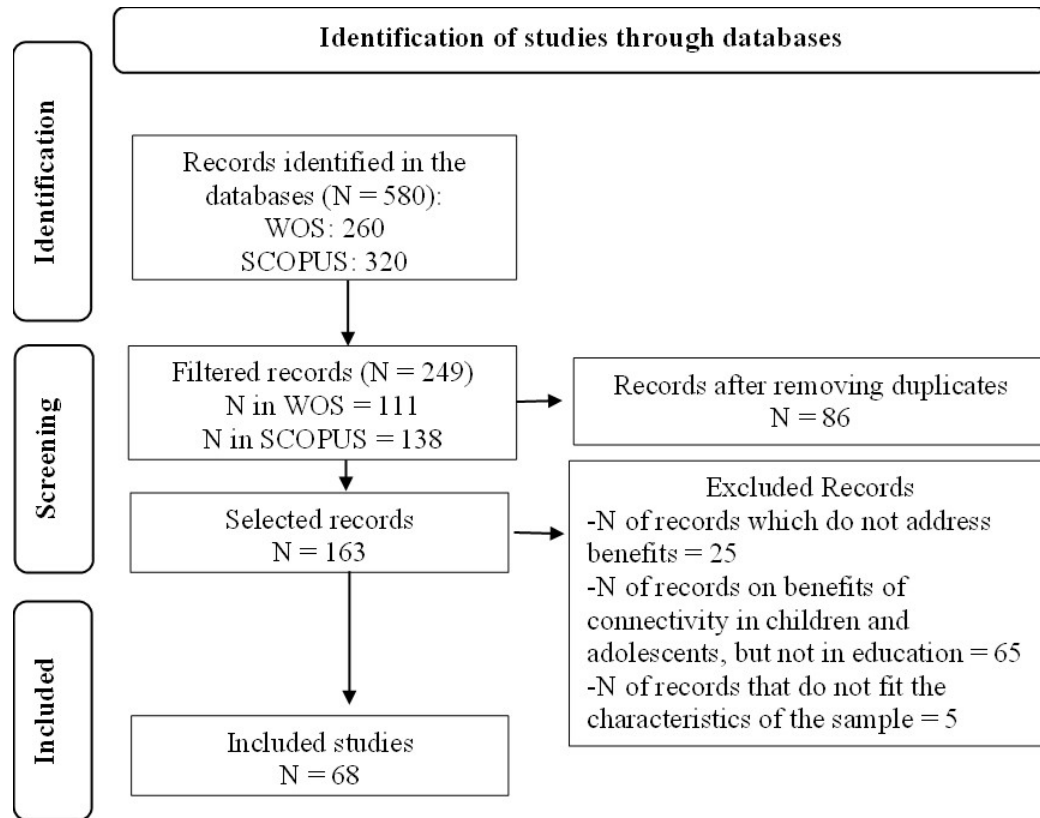 Identification of studies through databases
Identification
Records identified in the
databases (N = 580):
WOS: 260
SCOPUS: 320
Screening
Filtered records (N = 249)
N in WOS = 111
N in SCOPUS = 138
Records after removing duplicates
N = 86
Selected records
N = 163
Excluded Records
-N of records which do not address
benefits = 25
-N of records on benefits of
connectivity in children and
adolescents, but not in education = 65
-N of records that do not fit the
characteristics of the sample = 5
Included
Included studies
N = 68